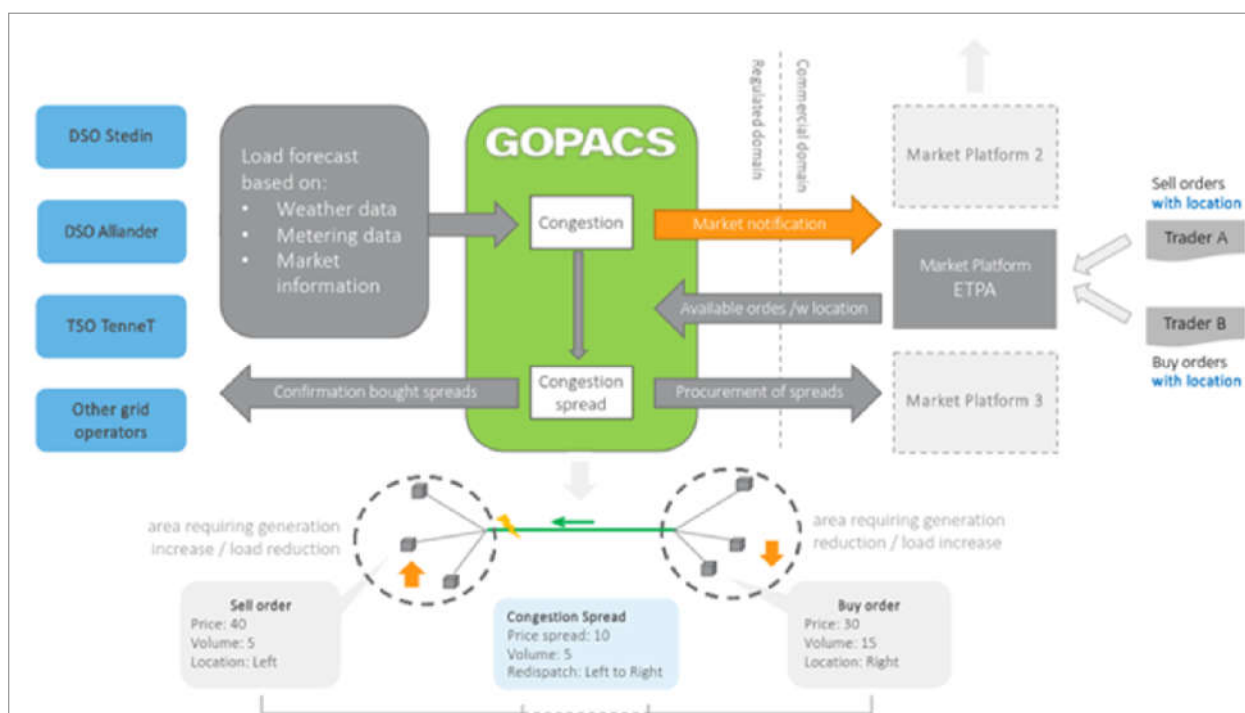 DSO Stedin
DSO Alliander
TSO TenneT
Other grid
operators
Load forecast
based on:
• Weather data
• Metering data
• Market
information
GOPACS
Congestion
Congestion
spread
Confirmation bought spreads
Regulated domain
Commercial domain
Market notification
Available ordes /w location
Procurement of spreads
Market Platform 2
Market Platform
ETPA
Market Platform 3
Sell orders
with location
Trader A
Trader B
Buy orders
with location
area requiring generation
increase / load reduction
area requiring generation
reduction / load increase
Sell order
Price: 40
Volume: 5
Location: Left
Congestion Spread
Price spread: 10
Volume: 5
Redispatch: Left to Right
Buy order
Price: 30
Volume: 15
Location: Right